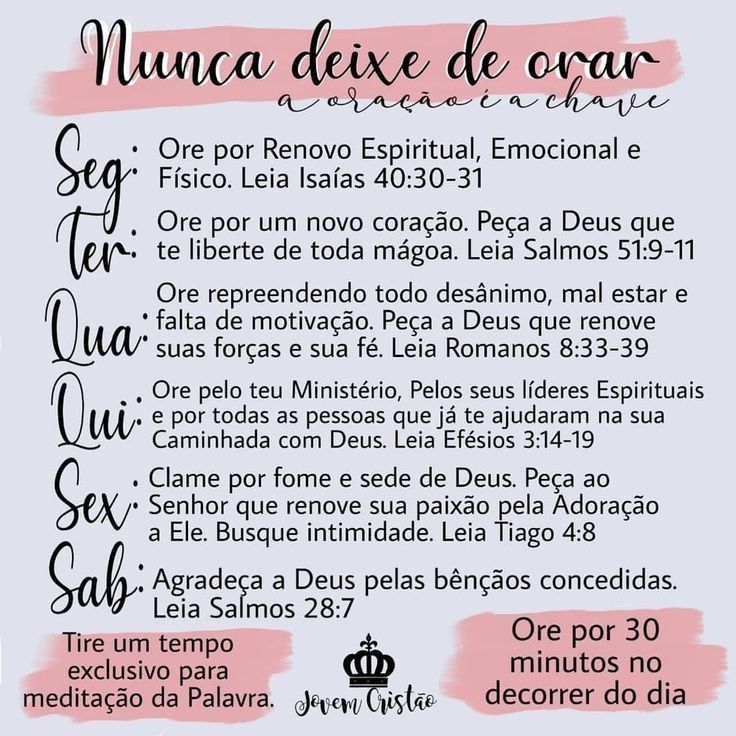 Nunca deixe de orar
a oração é a chave
Seg: Ore por Renovo Espiritual, Emocional e
Físico. Leia Isaías 40:30-31
Ter: Ore por um novo coração. Peça a Deus que
te liberte de toda mágoa. Leia Salmos 51:9-11
Qua: Ore repreendendo todo desânimo, mal estar e
falta de motivação. Peça a Deus que renove
suas forças e sua fé. Leia Romanos 8:33-39
Qui: Ore pelo teu Ministério, Pelos seus líderes Espirituais
e por todas as pessoas que já te ajudaram na sua
Caminhada com Deus. Leia Efésios 3:14-19
Sex: Clame por fome e sede de Deus. Peça ao
Senhor que renove sua paixão pela Adoração
a Ele. Busque intimidade. Leia Tiago 4:8
Sab: Agradeça a Deus pelas bênçãos concedidas.
Leia Salmos 28:7
Tire um tempo
exclusivo para
meditação da Palavra.
Jovem Cristão
Ore por 30
minutos no
decorrer do dia